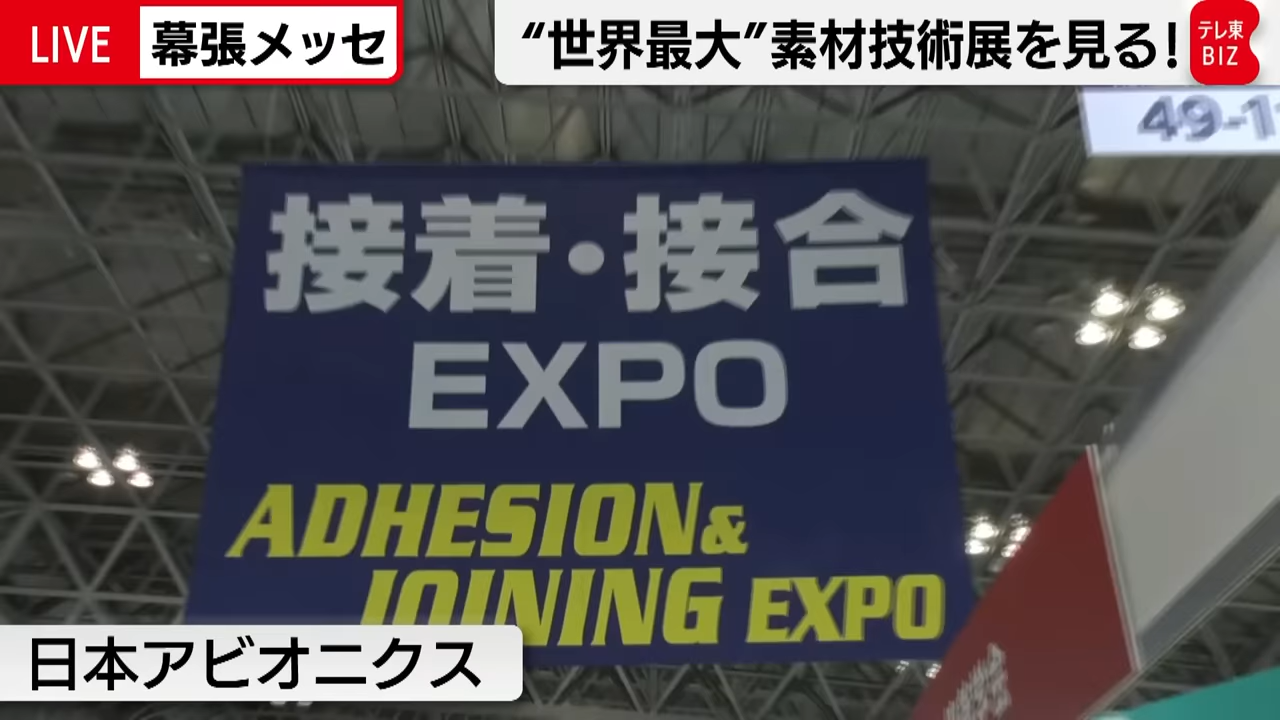 LIVE 幕張メッセ
“世界最大”素材技術展を見る!
テレ東
BIZ
49-1
接着・接合
EXPO
ADHESION&
JOINING EXPO
日本アビオニクス